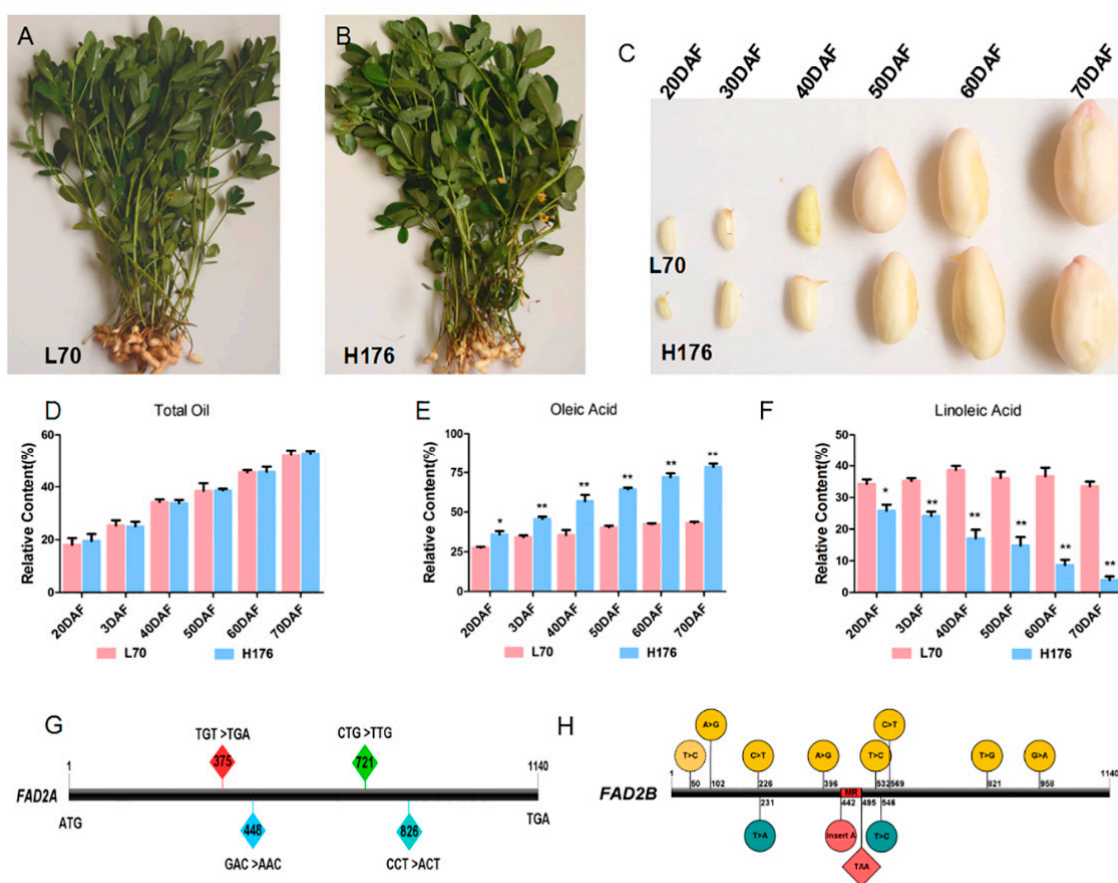 A
L70
B
H176
C
20DAF 30DAF 40DAF 50DAF 60DAF 70DAF
L70
H176
D
Total Oil
Relative Content(%)
60
40
20
0
20DAF 3DAF 40DAF 50DAF 60DAF 70DAF
L70 H176
E
Oleic Acid
Relative Content(%)
100
75
50
25
0
* ** ** ** ** **
20DAF 3DAF 40DAF 50DAF 60DAF 70DAF
L70 H176
F
Linoleic Acid
Relative Content(%)
50
40
30
20
10
0
* ** ** ** ** **
20DAF 3DAF 40DAF 50DAF 60DAF 70DAF
L70 H176
G
TGT >TGA CTG >TTG
375 721
1 1140
FAD2A
ATG TGA
448 826
GAC >AAC CCT >ACT
H
A>G C>T
T>C C>T A>G T>C T>G G>A
1 1140
50 102 226 396 532 569 821 958
FAD2B
MR
231 442 495 546
T>A Insert A T>C